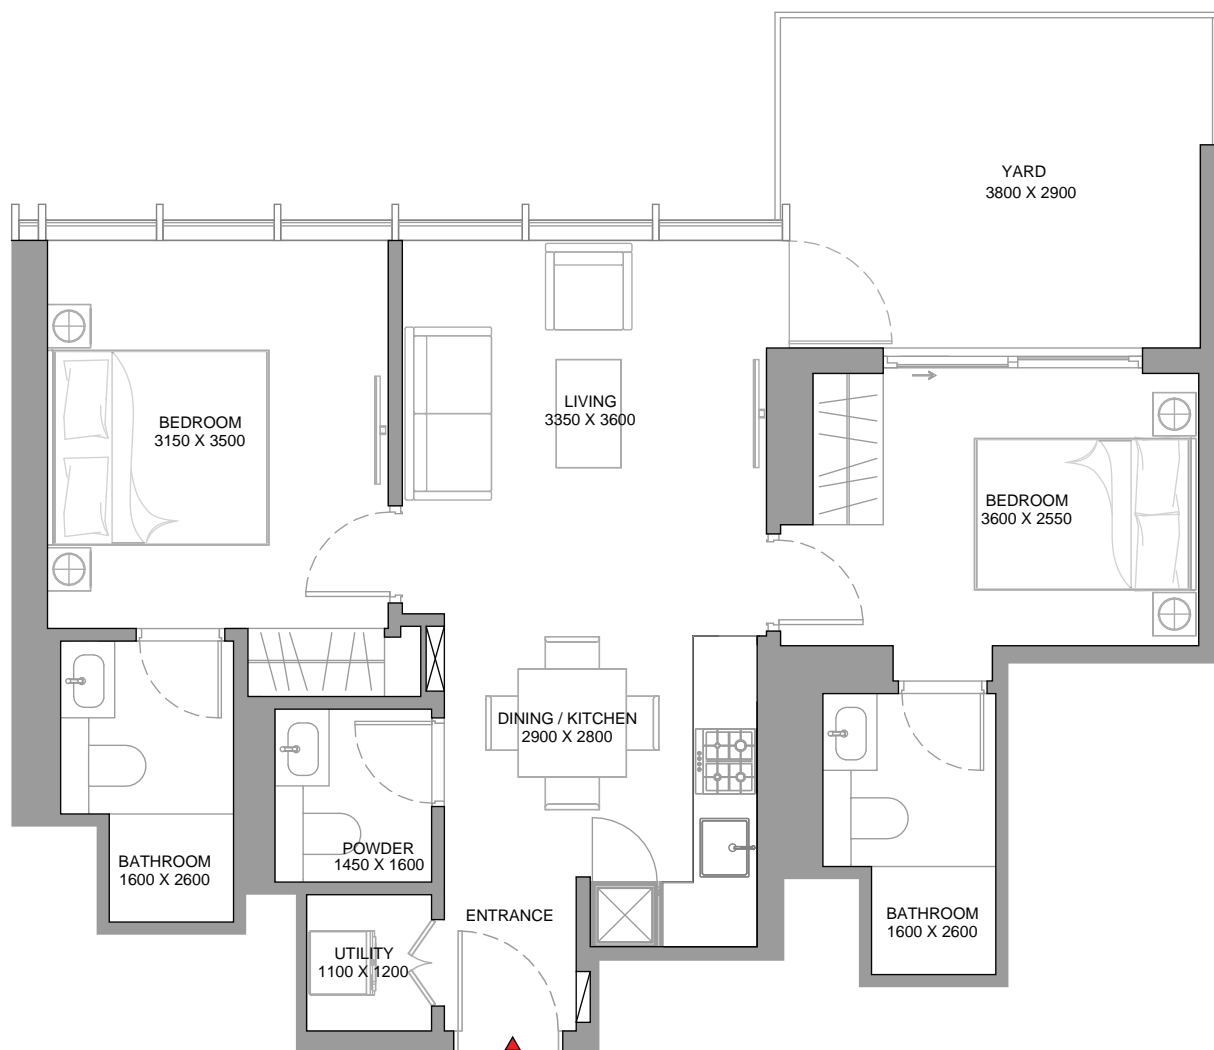 YARD
3800 X 2900
LIVING
3350 X 3600
BEDROOM
3150 X 3500
BEDROOM
3600 X 2550
DINING / KITCHEN
2900 X 2800
POWDER
1450 X 1600
BATHROOM
1600 X 2600
ENTRANCE
BATHROOM
1600 X 2600
UTILITY
1100 X 1200